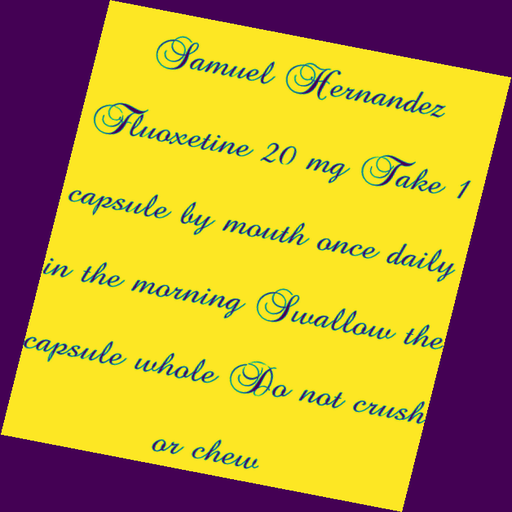 Samuel Hernandez
Fluoxetine 20 mg Take 1
capsule by mouth once daily
in the morning Swallow the
capsule whole Do not crush
or chew